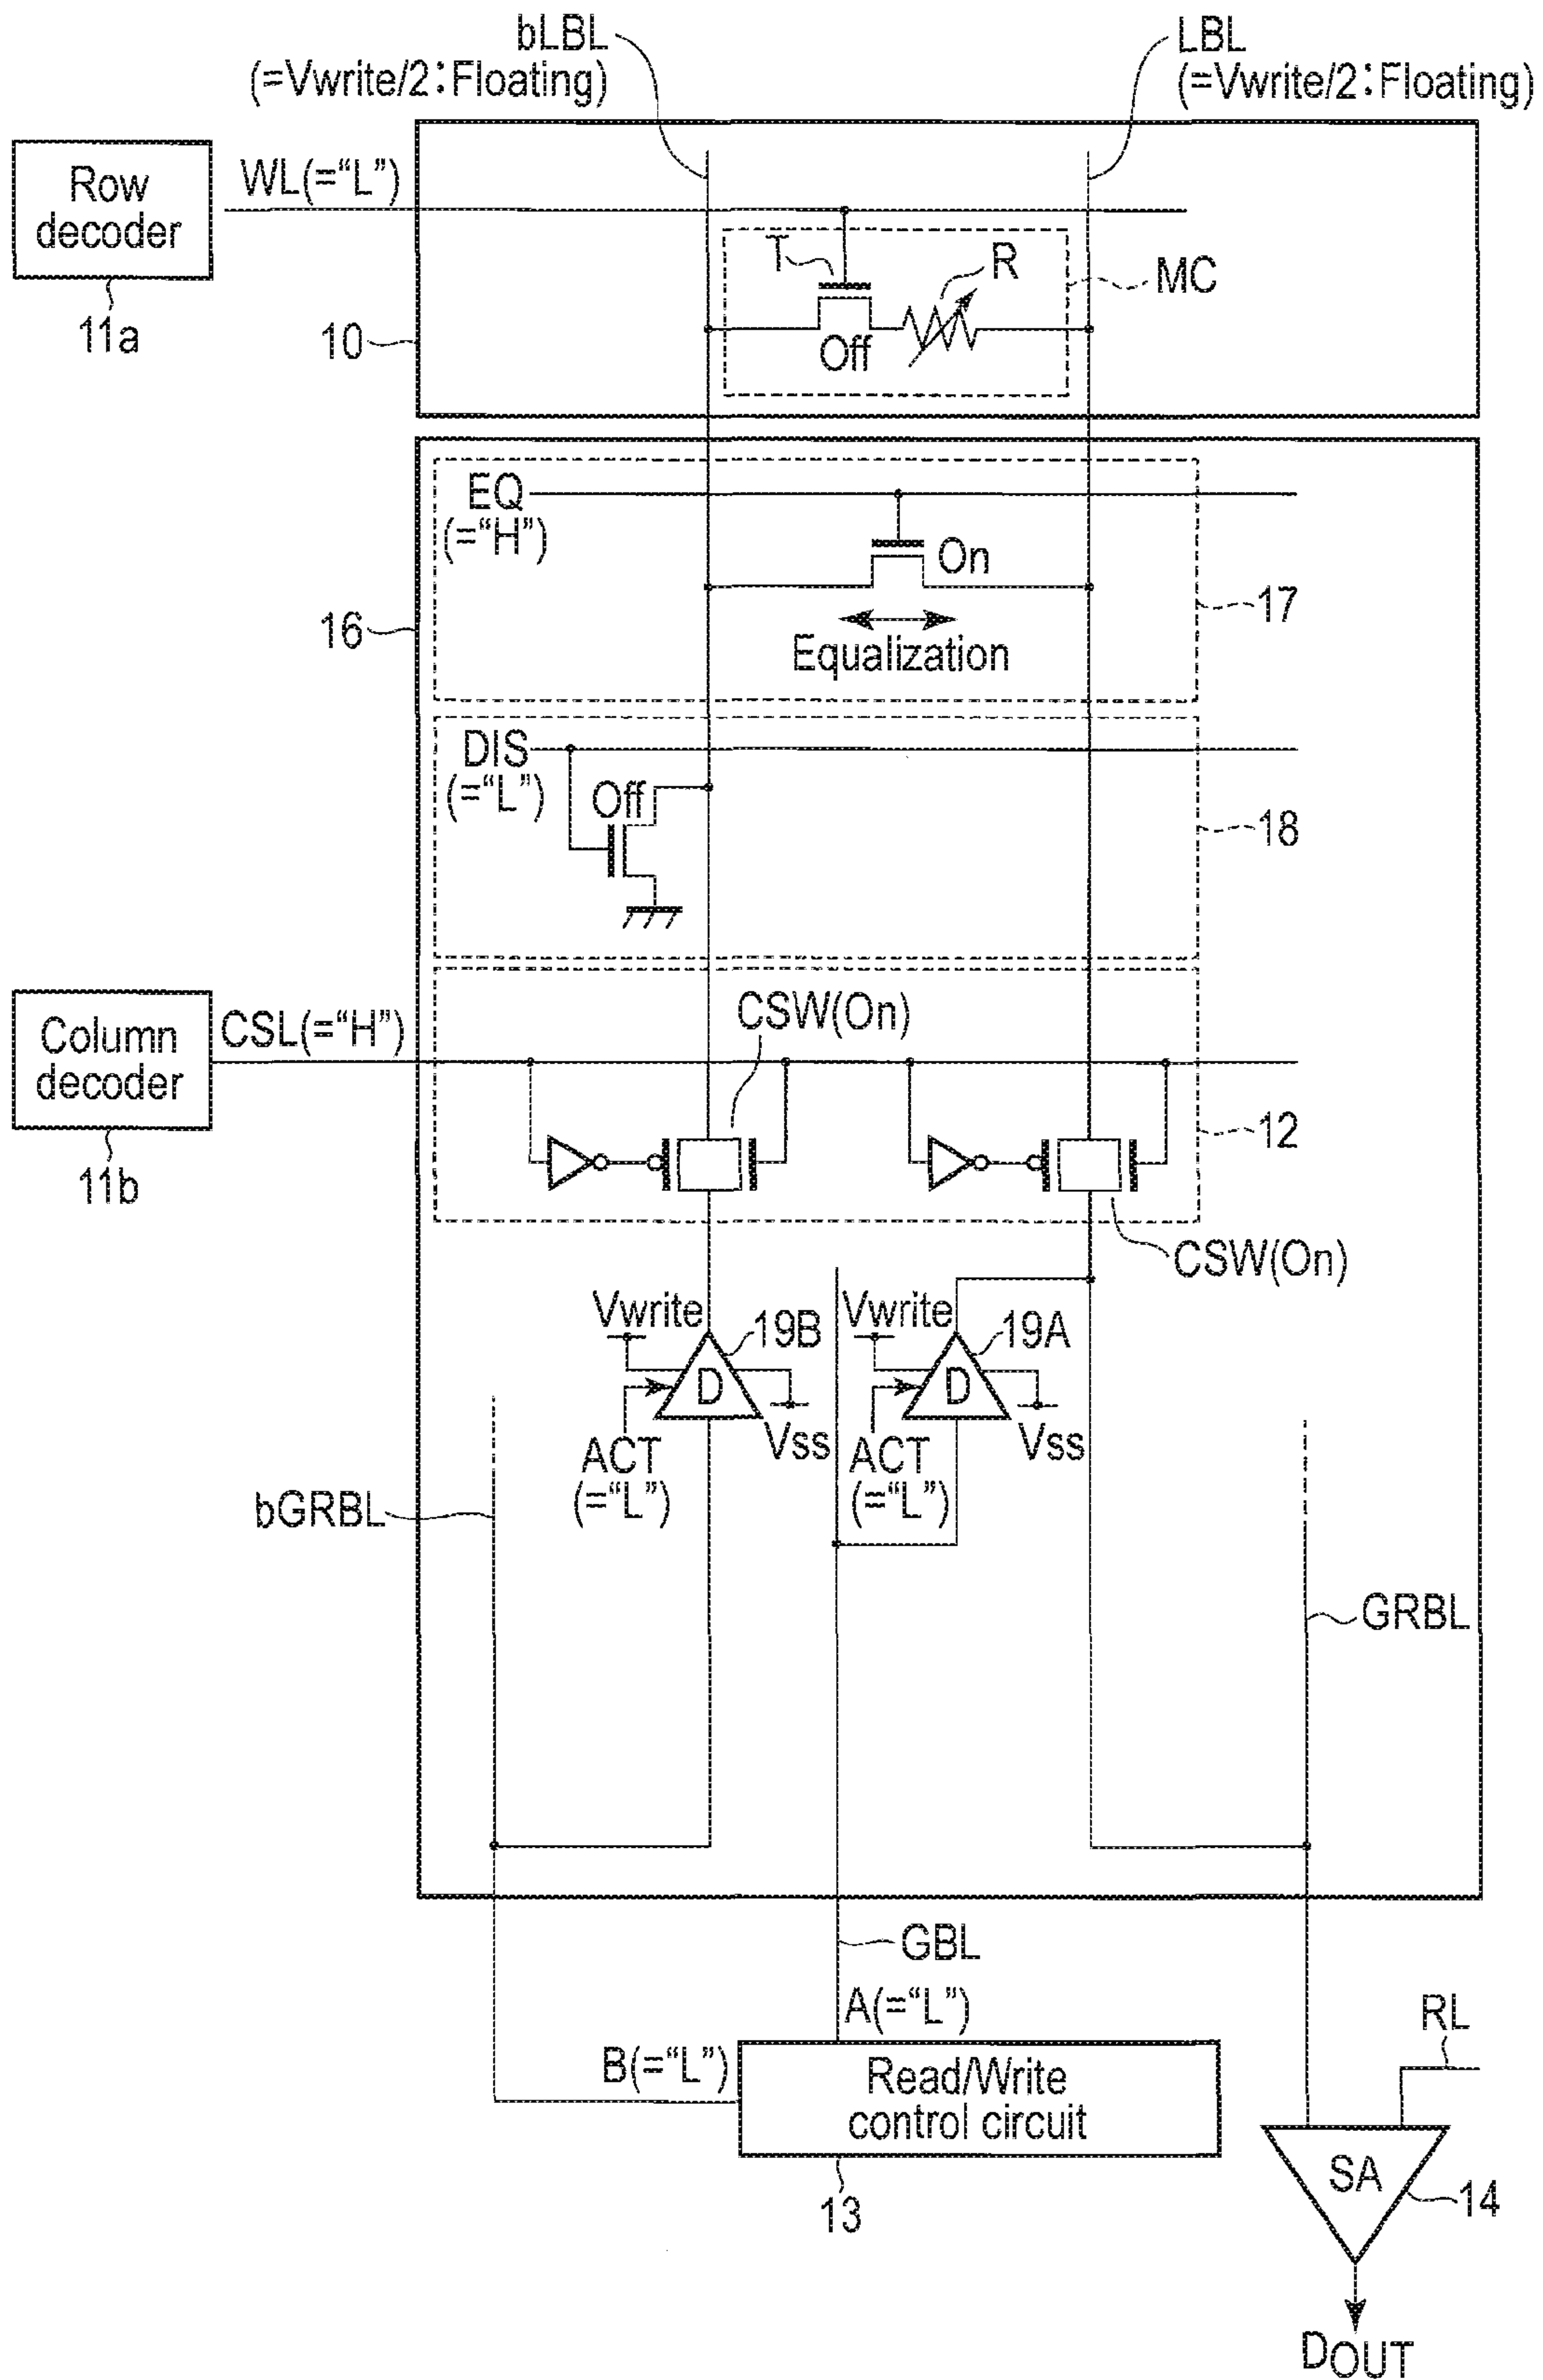 bLBL
(=Vwrite/2:Floating)
LBL
(=Vwrite/2:Floating)
Row
decoder
11a
WL(=“L”)
T
R
MC
Off
10
EQ
(=“H”)
On
Equalization
17
16
DIS
(=“L”)
Off
18
Column
decoder
11b
CSL(=“H”)
CSW(On)
12
CSW(On)
Vwrite
19B
D
ACT
(=“L”)
Vss
Vwrite
19A
D
ACT
(=“L”)
Vss
bGRBL
GRBL
GBL
A(=“L”)
B(=“L”)
Read/Write
control circuit
13
RL
SA
14
DOUT